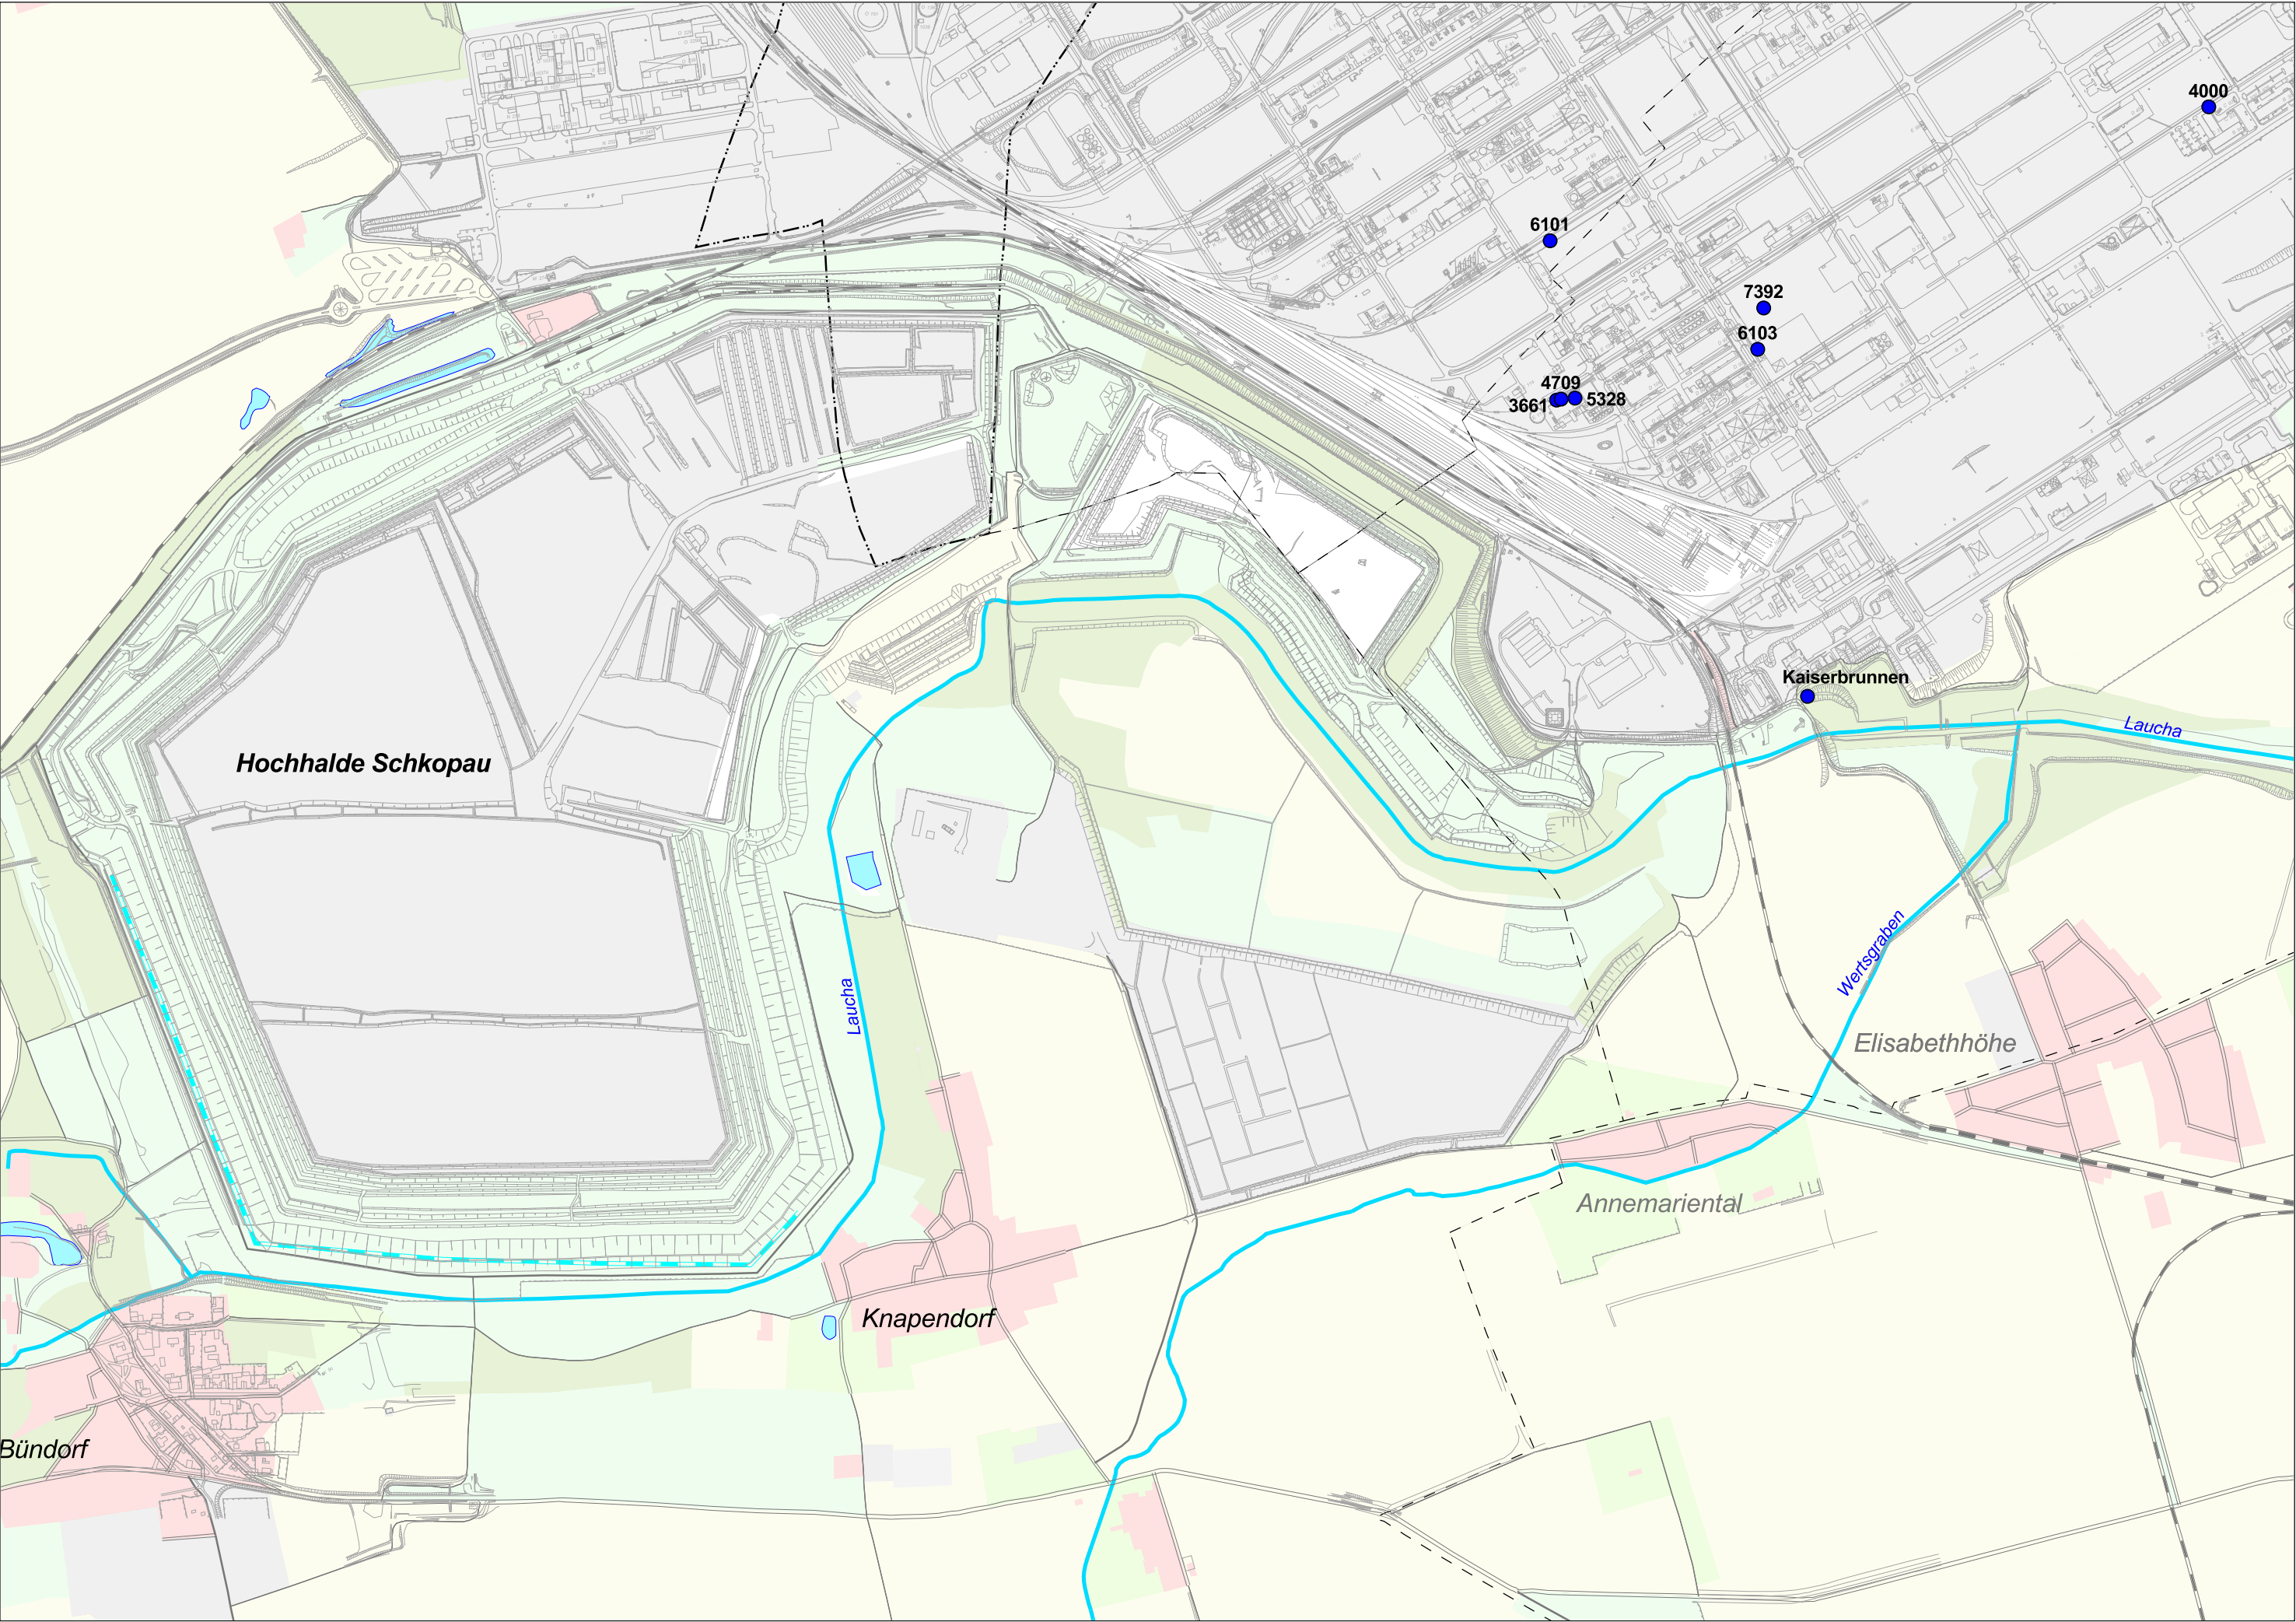 4000
6101
7392
6103
4709
3661
5328
Kaiserbrunnen
Laucha
Hochhalde Schkopau
Wertsgraben
Laucha
Elisabethhöhe
Annemariental
Knapendorf
Bündorf